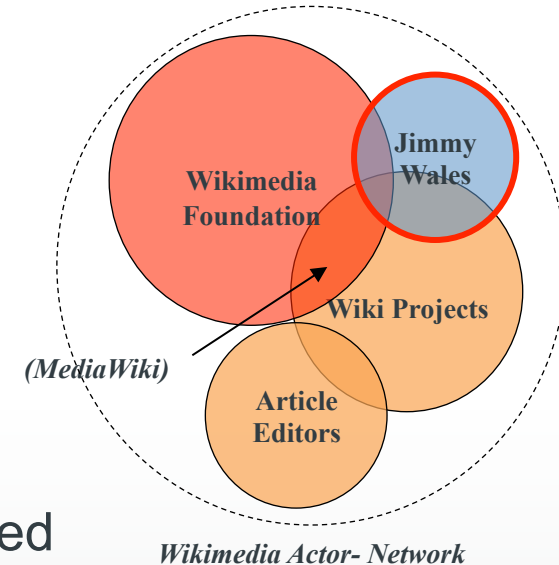 Jimmy
Wales
Wikimedia
Foundation
Wiki Projects
(MediaWiki)
Article
Editors
ed
Wikimedia Actor- Network